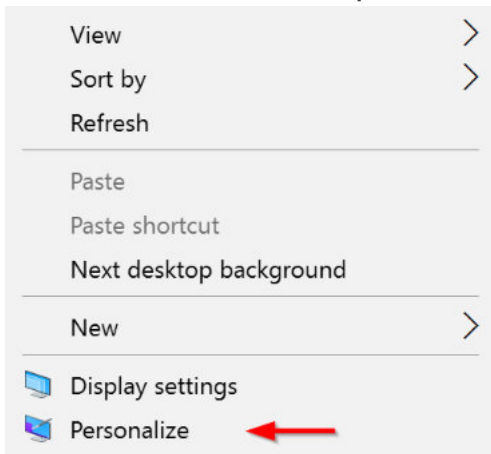 View
Sort by
Refresh
Paste
Paste shortcut
Next desktop background
New
Display settings
Personalize